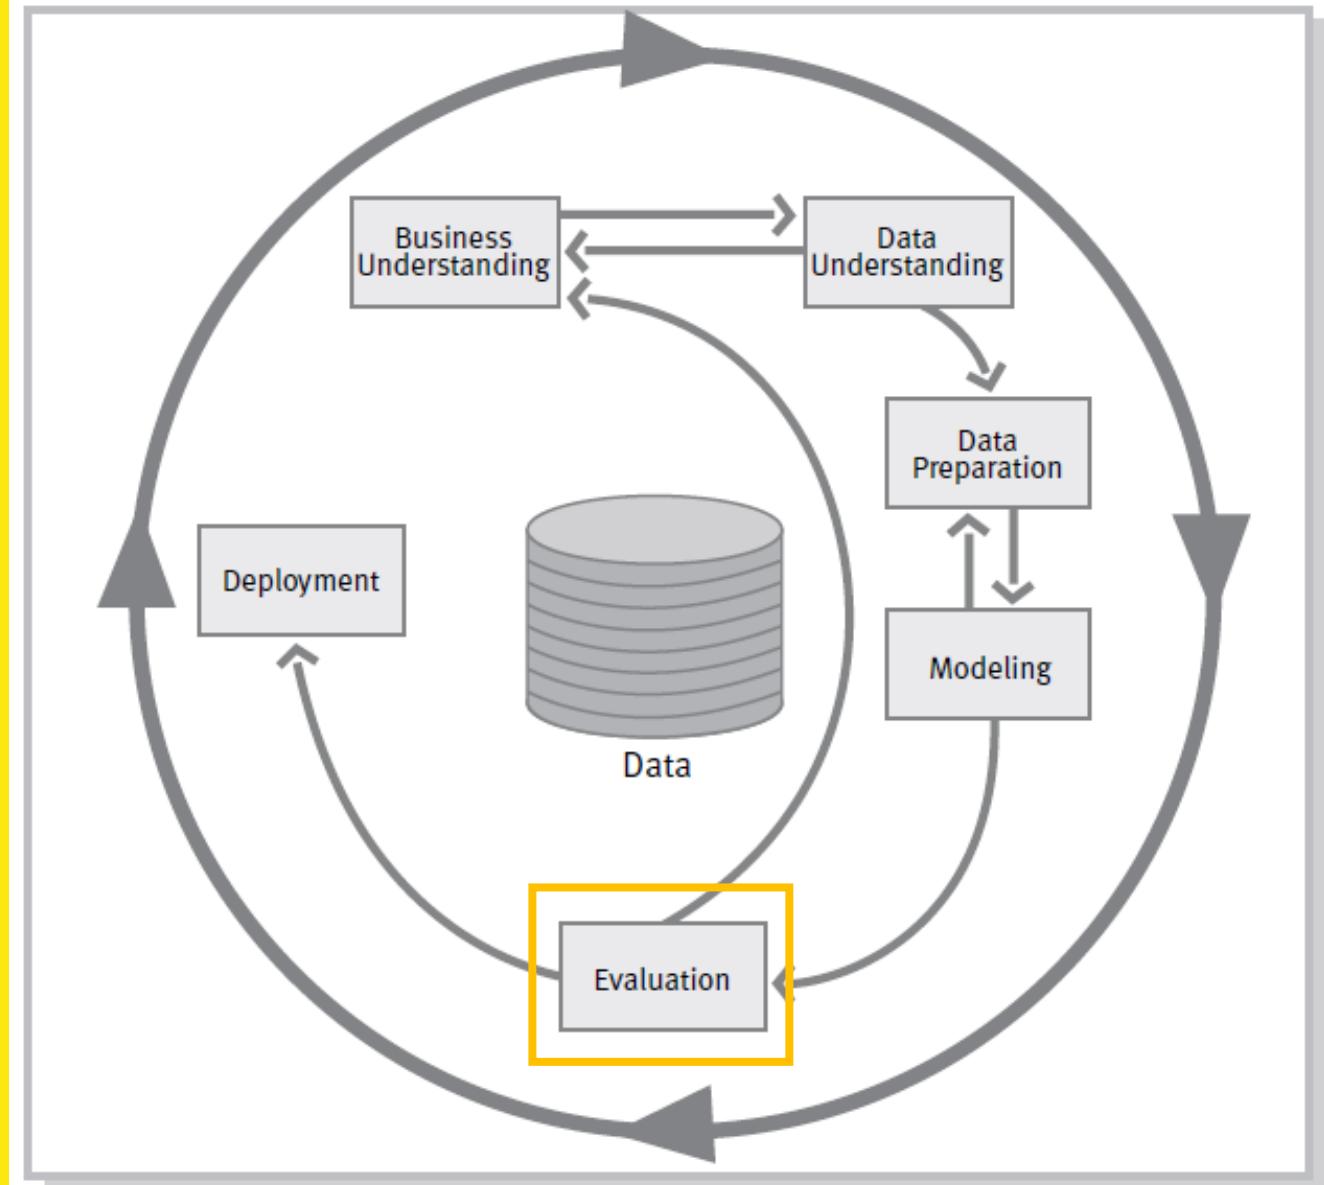 Business
Understanding
Data
Understanding
Data
Preparation
Deployment
Modeling
Data
Evaluation